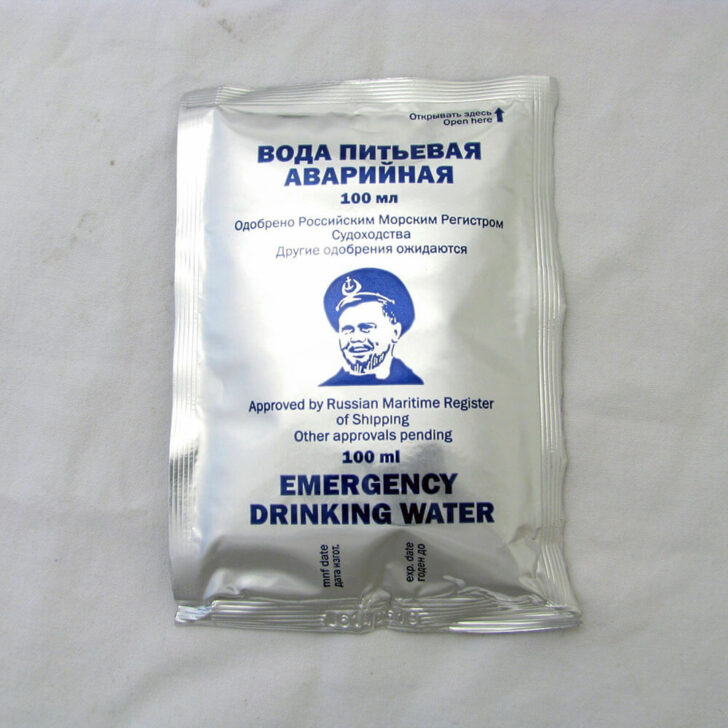 Открывать здесь
Open here
ВОДА ПИТЬЕВАЯ
АВАРИЙНАЯ
100 мл
Одобрено Российским Морским Регистром
Судоходства
Другие одобрения ожидаются
Approved by Russian Maritime Register
of Shipping
Other approvals pending
100 ml
EMERGENCY
DRINKING WATER
mnf date
дата изгот.
exp. date
годен до